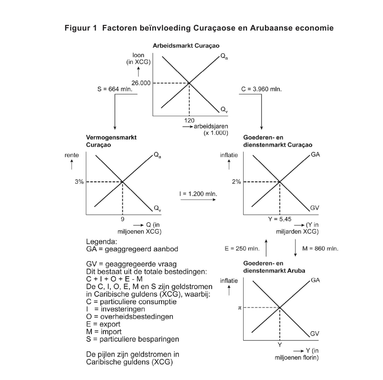 Figuur 1 Factoren beïnvloeding Curaçaose en Arubaanse economie
Arbeidsmarkt Curaçao
loon
(in XCG)
Qa
S = 664 mln.
26.000
C = 3.960 mln.
Qv
120
arbeidsjaren
(x 1.000)
Vermogensmarkt
Curaçao
rente
Qa
3%
Qv
9
Q (in
miljoenen XCG)
I = 1.200 mln.
Goederen- en
dienstenmarkt Curaçao
inflatie
GA
2%
GV
Y = 5,45
(Y in
miljarden XCG)
E = 250 mln.
M = 860 mln.
Goederen- en
dienstenmarkt Aruba
inflatie
GA
π
GV
Y
Y (in
miljoenen florin)
Legenda:
GA = geaggregeerd aanbod
GV = geaggregeerde vraag
Dit bestaat uit de totale bestedingen:
C + I + O + E - M
De C, I, O, E, M en S zijn geldstromen
in Caribische guldens (XCG), waarbij:
C = particuliere consumptie
I = investeringen
O = overheidsbestedingen
E = export
M = import
S = particuliere besparingen
De pijlen zijn geldstromen in
Caribische guldens (XCG)